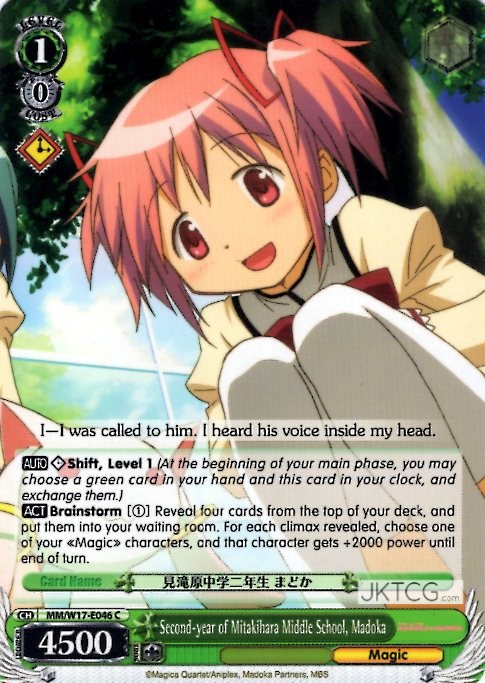 LEVEL
1
0
COST
I—I was called to him. I heard his voice inside my head.
AUTO Shift, Level 1 (At the beginning of your main phase, you may
choose a green card in your hand and this card in your clock, and
exchange them.)
ACT Brainstorm [①] Reveal four cards from the top of your deck, and
put them into your waiting room. For each climax revealed, choose one
of your «Magic» characters, and that character gets +2000 power until
end of turn.
Card Name
見滝原中学二年生 まどか
JKTCG.com
CH MM/W17-E046 C
4500
Second-year of Mitakihara Middle School, Madoka
Magic
©Magica Quartet/Aniplex, Madoka Partners, MBS